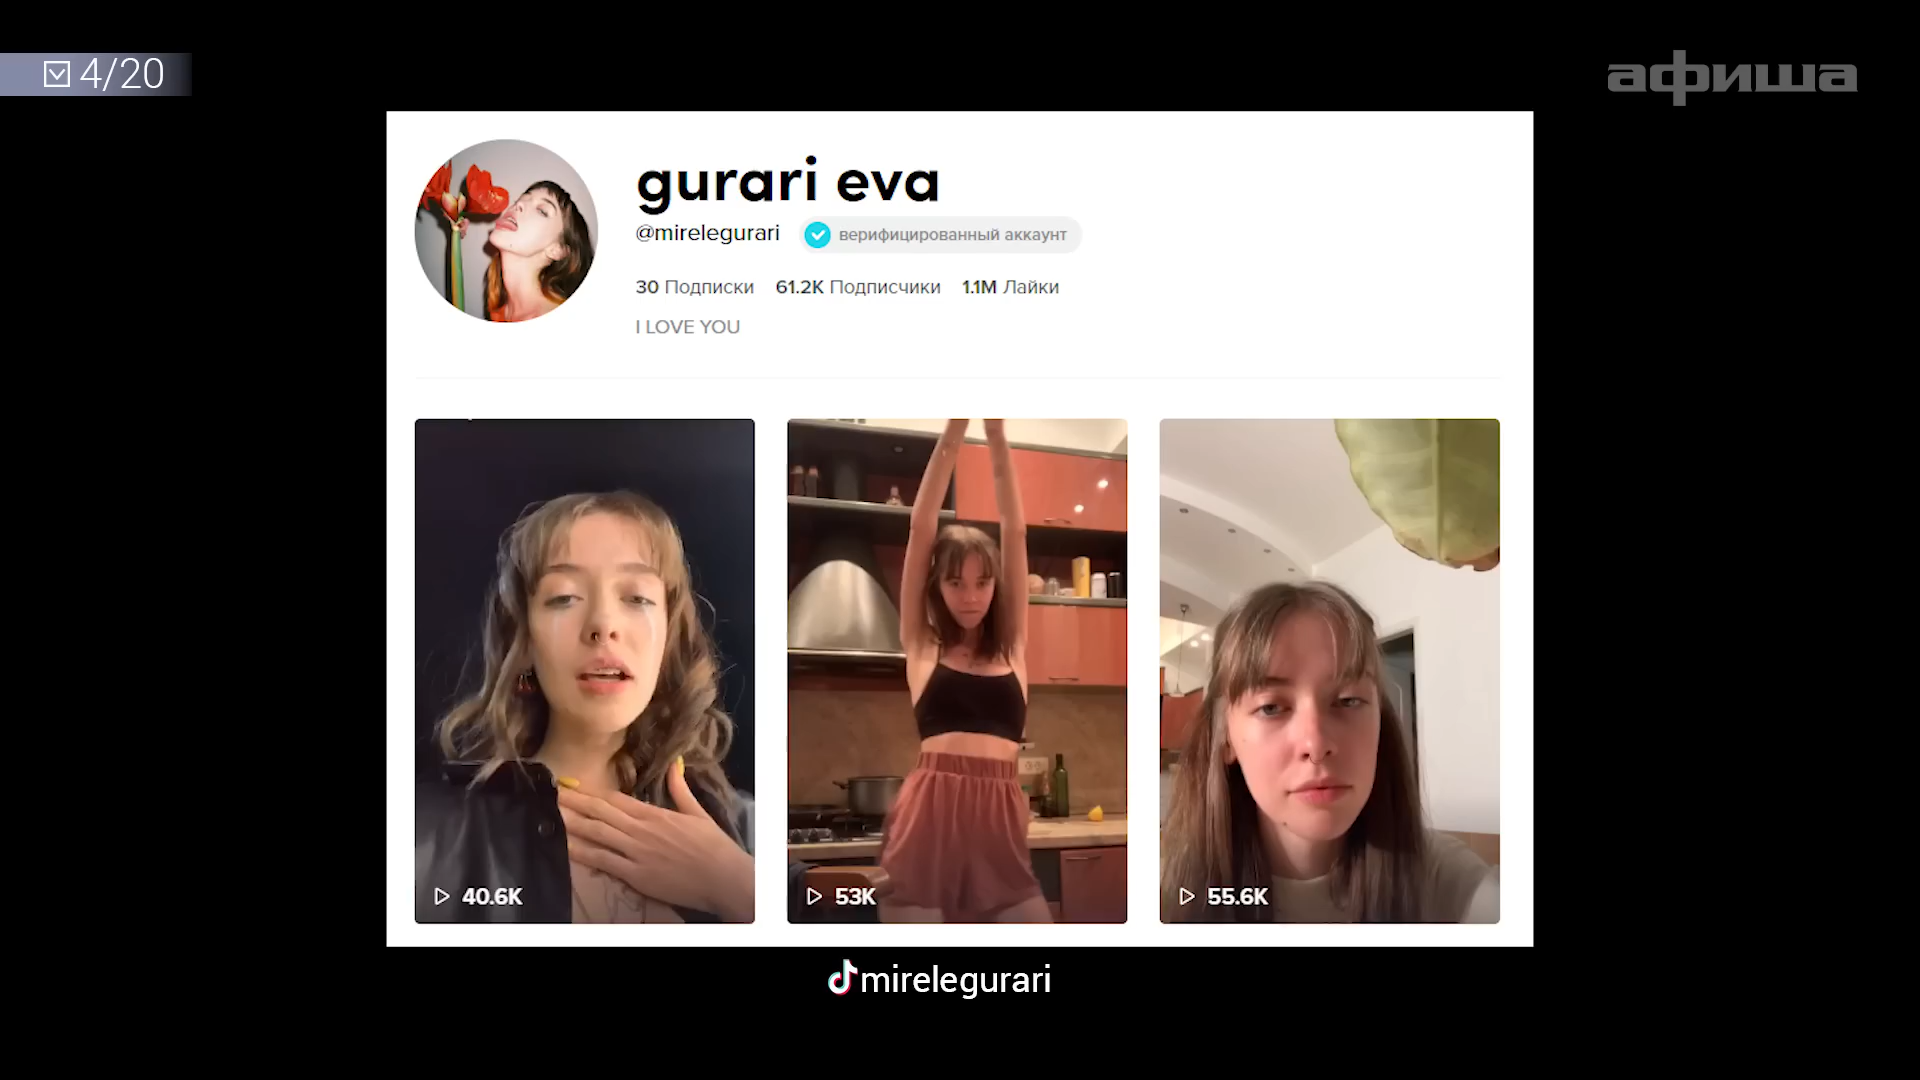 4/20
афиша
gurari eva
@mirelegurari
верифицированный аккаунт
30 Подписки 61.2K Подписчики 1.1M Лайки
I LOVE YOU
40.6K
53K
55.6K
mirelegurari